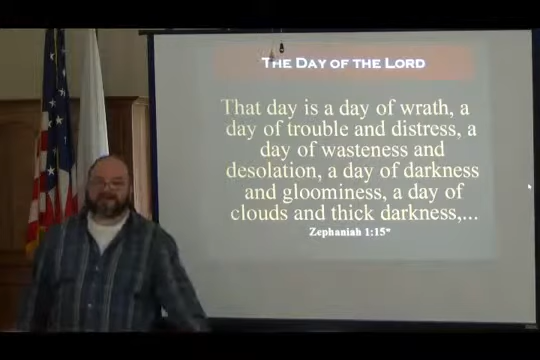 THE DAY OF THE LORD
That day is a day of wrath, a
day of trouble and distress, a
day of wasteness and
desolation, a day of darkness
and gloominess, a day of
clouds and thick darkness,...
Zephaniah 1:15*